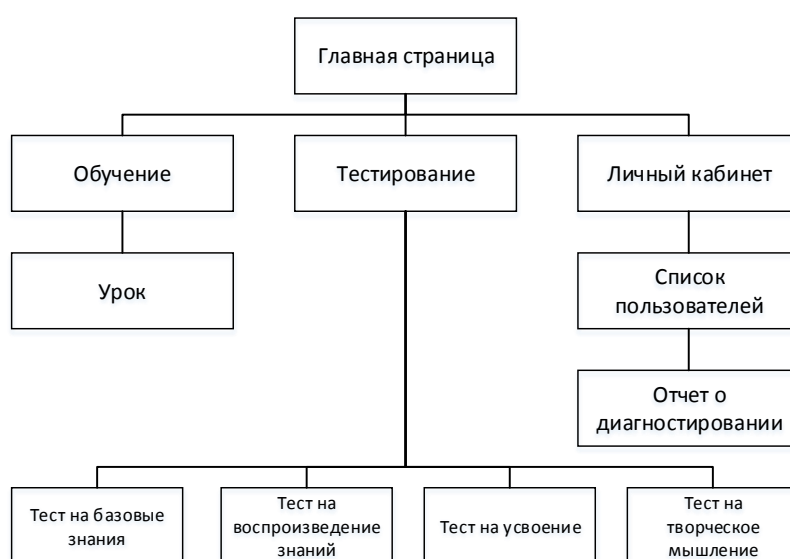 Главная страница
Обучение
Тестирование
Личный кабинет
Урок
Список
пользователей
Отчет о
диагностировании
Тест на базовые
знания
Тест на
воспроизведение
знаний
Тест на усвоение
Тест на
творческое
мышление